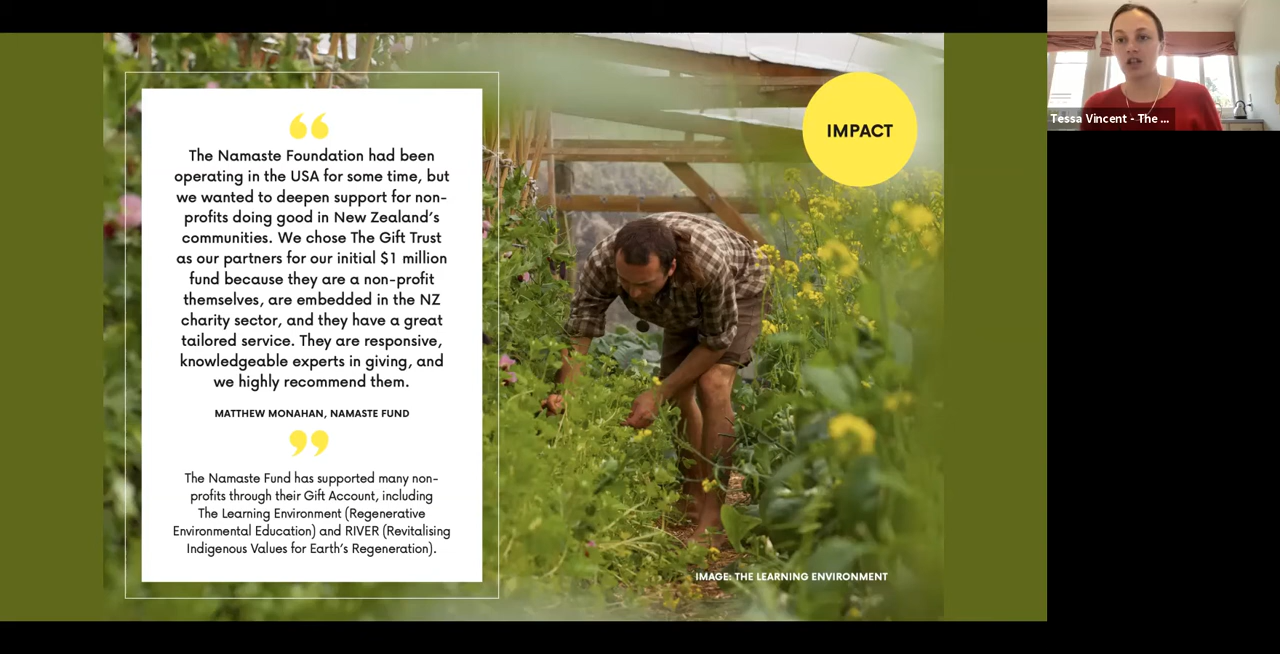 “
The Namaste Foundation had been
operating in the USA for some time, but
we wanted to deepen support for non-
profits doing good in New Zealand’s
communities. We chose The Gift Trust
as our partners for our initial $1 million
fund because they are a non-profit
themselves, are embedded in the NZ
charity sector, and they have a great
tailored service. They are responsive,
knowledgeable experts in giving, and
we highly recommend them.
MATTHEW MONAHAN, NAMASTE FUND
”
The Namaste Fund has supported many non-
profits through their Gift Account, including
The Learning Environment (Regenerative
Environmental Education) and RIVER (Revitalising
Indigenous Values for Earth’s Regeneration).
IMPACT
IMAGE: THE LEARNING ENVIRONMENT
Tessa Vincent - The ...